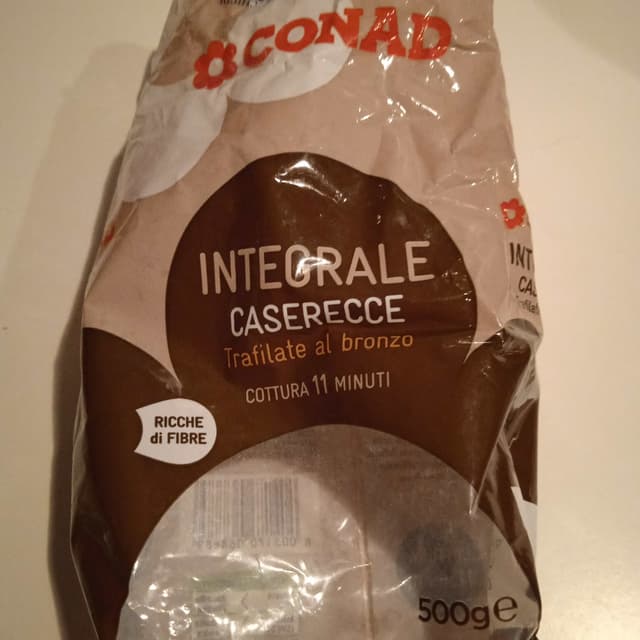 CONAD
INTEGRALE
CASERECCE
Trafilate al bronzo
COTTURA 11 MINUTI
RICCHE
di FIBRE
500g e